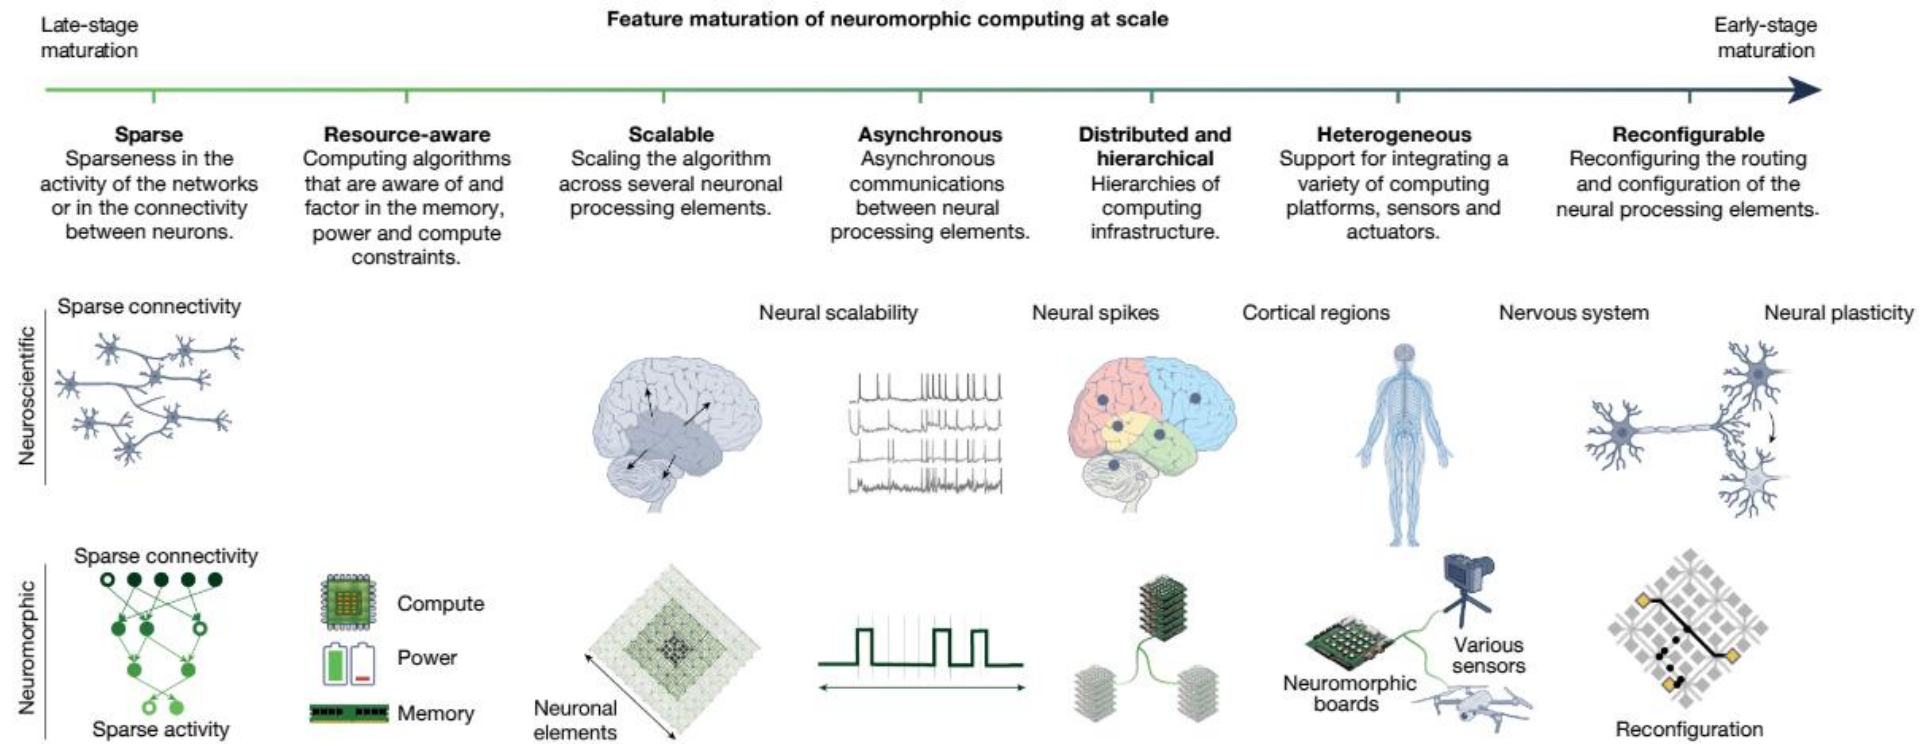 Feature maturation of neuromorphic computing at scale
Late-stage
maturation
Early-stage
maturation
Sparse
Sparseness in the
activity of the networks
or in the connectivity
between neurons.
Resource-aware
Computing algorithms
that are aware of and
factor in the memory,
power and compute
constraints.
Scalable
Scaling the algorithm
across several neuronal
processing elements.
Asynchronous
Asynchronous
communications
between neural
processing elements.
Distributed and
hierarchical
Hierarchies of
computing
infrastructure.
Heterogeneous
Support for integrating a
variety of computing
platforms, sensors and
actuators.
Reconfigurable
Reconfiguring the routing
and configuration of the
neural processing elements.
Neuroscientific
Sparse connectivity
Neural scalability
Neural spikes
Cortical regions
Nervous system
Neural plasticity
Neuromorphic
Sparse connectivity
Sparse activity
Compute
Power
Memory
Neuronal
elements
Neuromorphic
boards
Various
sensors
Reconfiguration